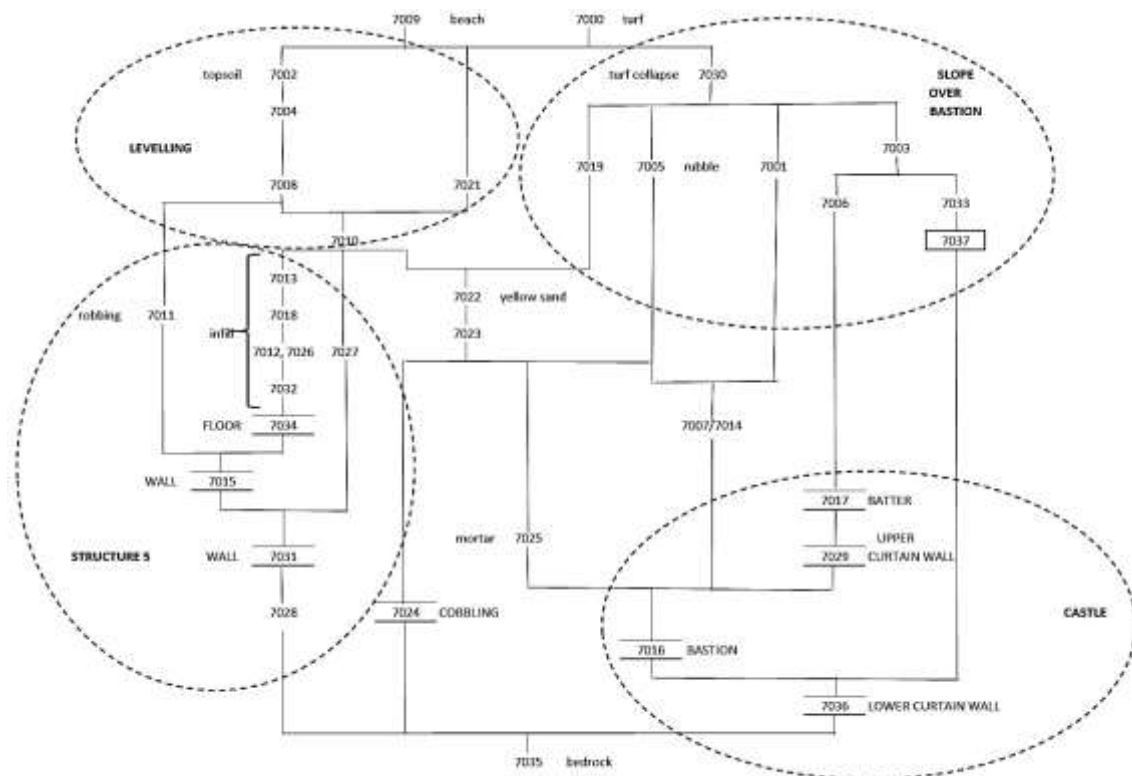 7009 beach 7000 turf
topsoil 7002 turf collapse 7030 SLOPE
OVER
BASTION
7004
LEVELLING 7003
7019 7005 rubble 7001
7008 7021
7006 7033
7010 7037
7013
7022 yellow sand
robbing 7011 7018
infill 7023
7012, 7026 7027
7032
FLOOR 7034 7007/7014
WALL 7015
7017 BATTER
mortar 7025 UPPER
STRUCTURE 5 WALL 7031 7029 CURTAIN WALL
7028 7024 COBBLING CASTLE
7016 BASTION
7036 LOWER CURTAIN WALL
7035 bedrock